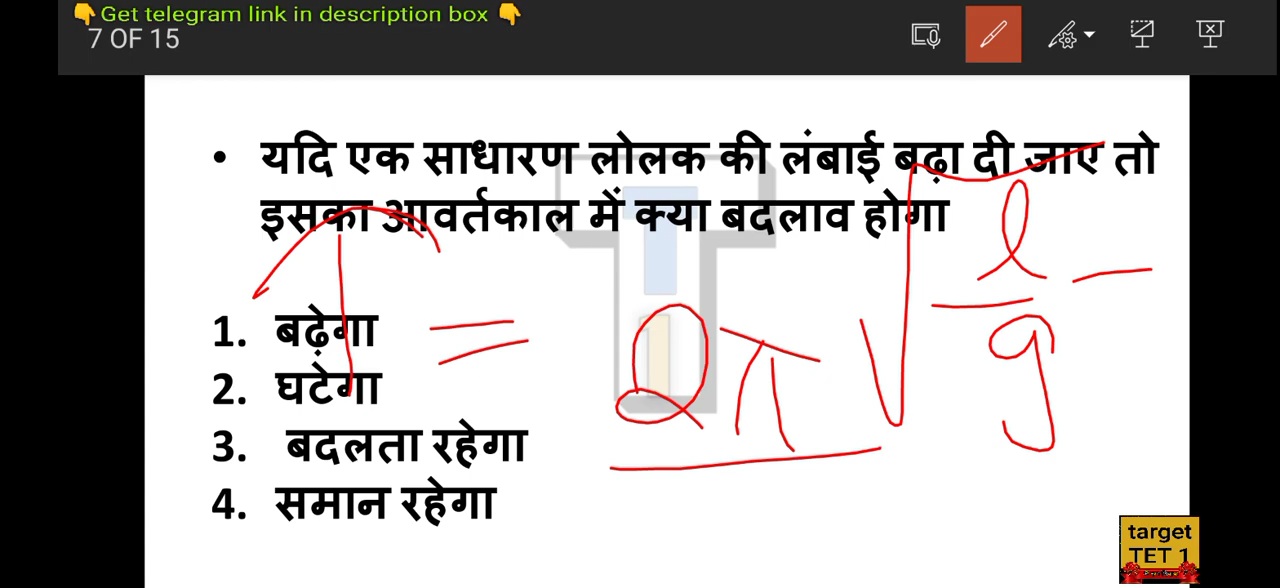 👇Get telegram link in description box 👇
7 OF 15
• यदि एक साधारण लोलक की लंबाई बढ़ा दी जाए तो
इसका आवर्तकाल में क्या बदलाव होगा
T = 2π√(l/g)
1. बढ़ेगा
2. घटेगा
3. बदलता रहेगा
4. समान रहेगा
target
TET 1